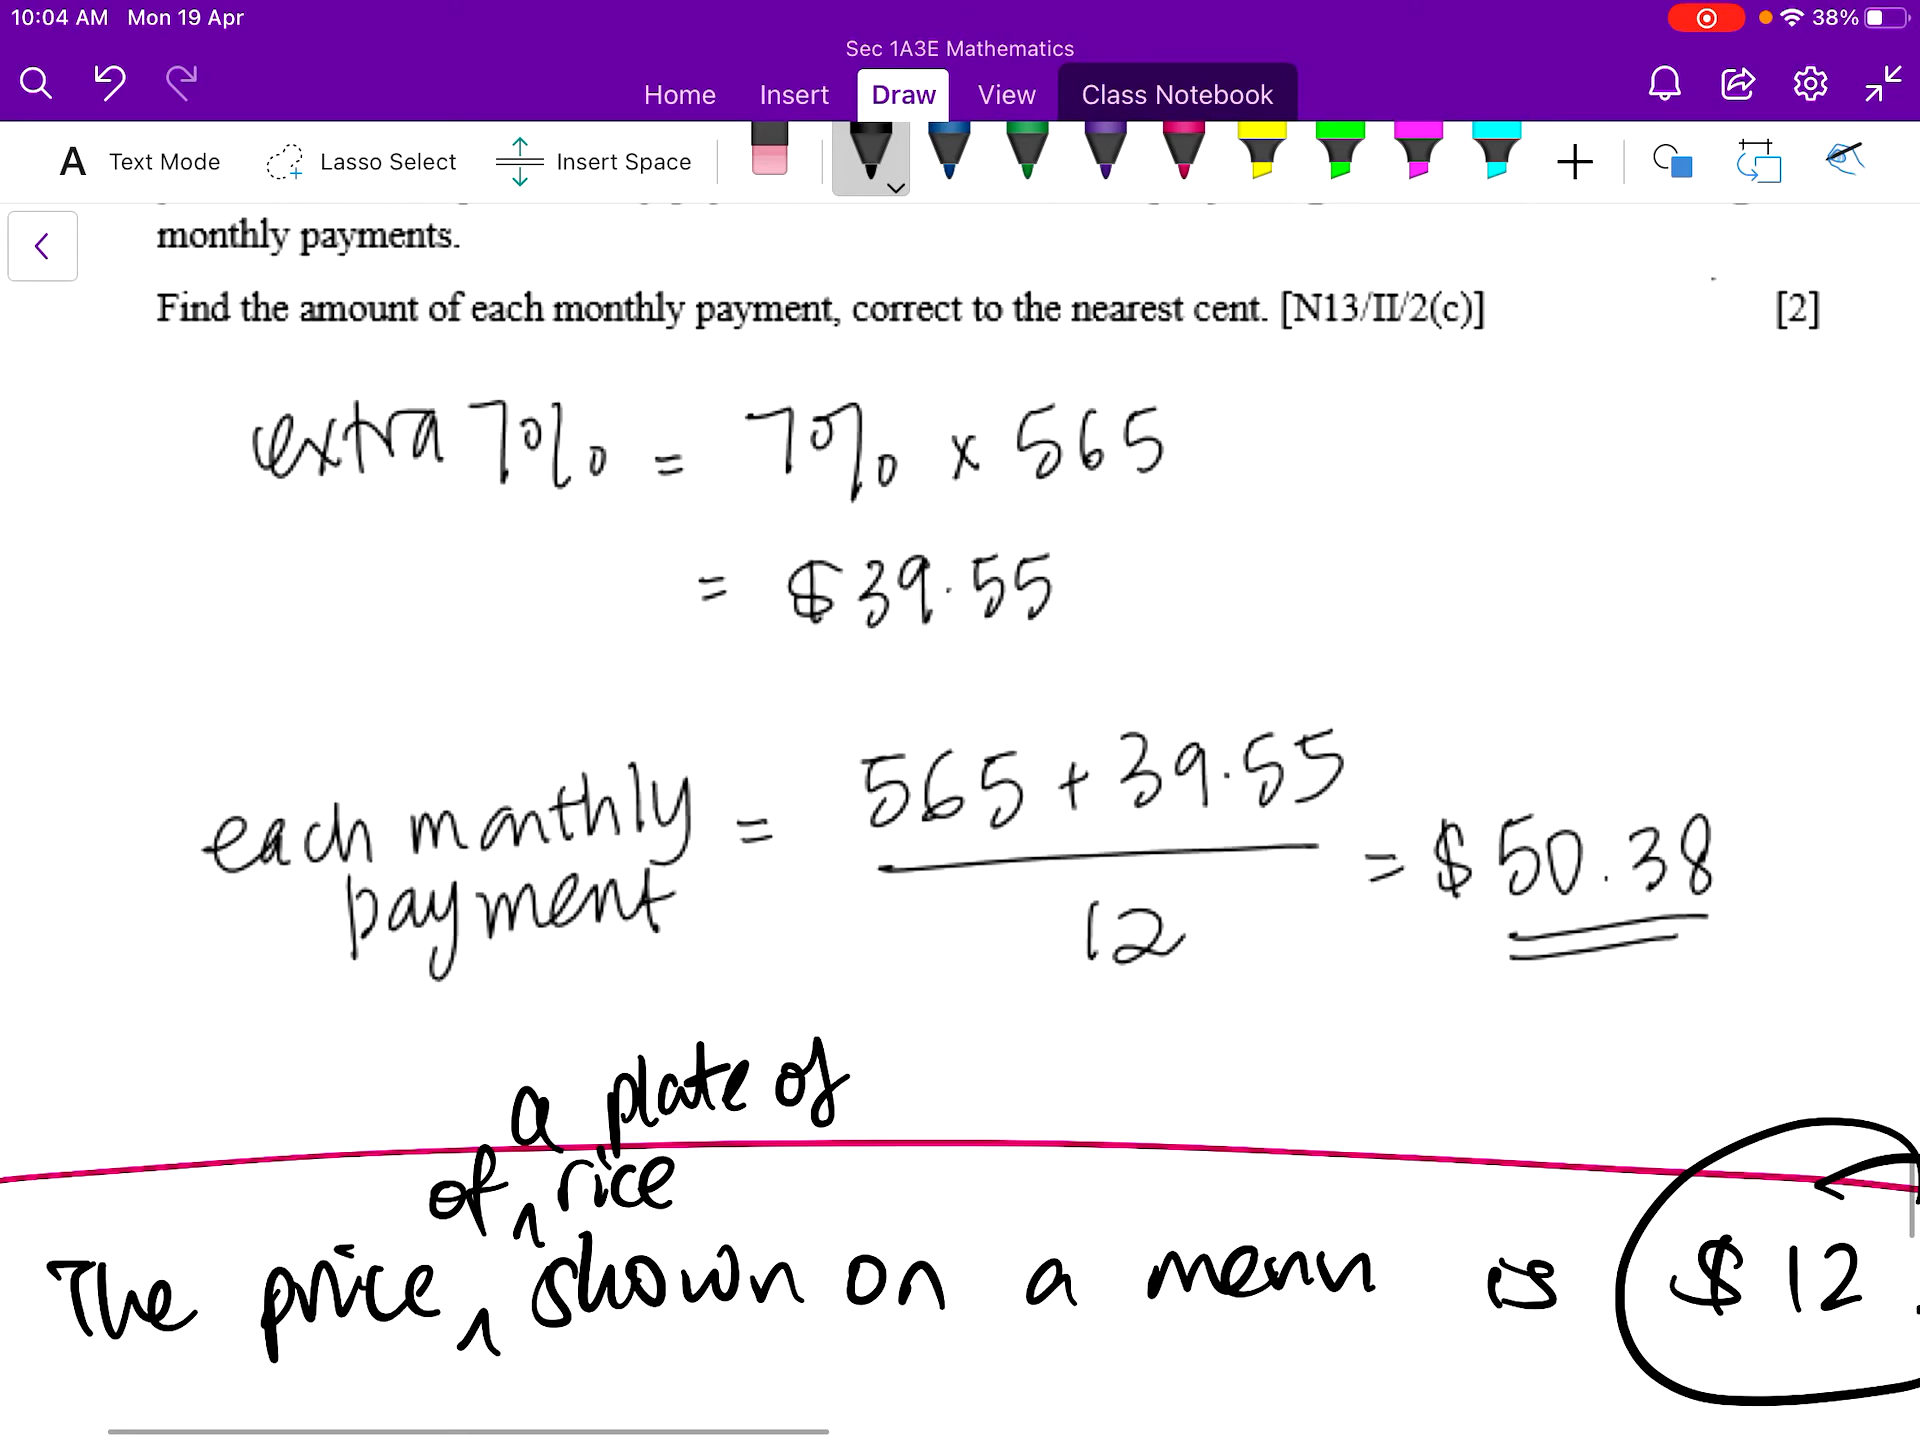 10:04 AM Mon 19 Apr
38%
Sec 1A3E Mathematics
Home Insert Draw View Class Notebook
A Text Mode Lasso Select Insert Space
monthly payments.
Find the amount of each monthly payment, correct to the nearest cent. [N13/II/2(c)] [2]
extra 7% = 7% x 565
= $39.55
each monthly payment = 565 + 39.55 / 12 = $50.38
a plate of
of ʌ rice
The price ʌ shown on a menu is $12